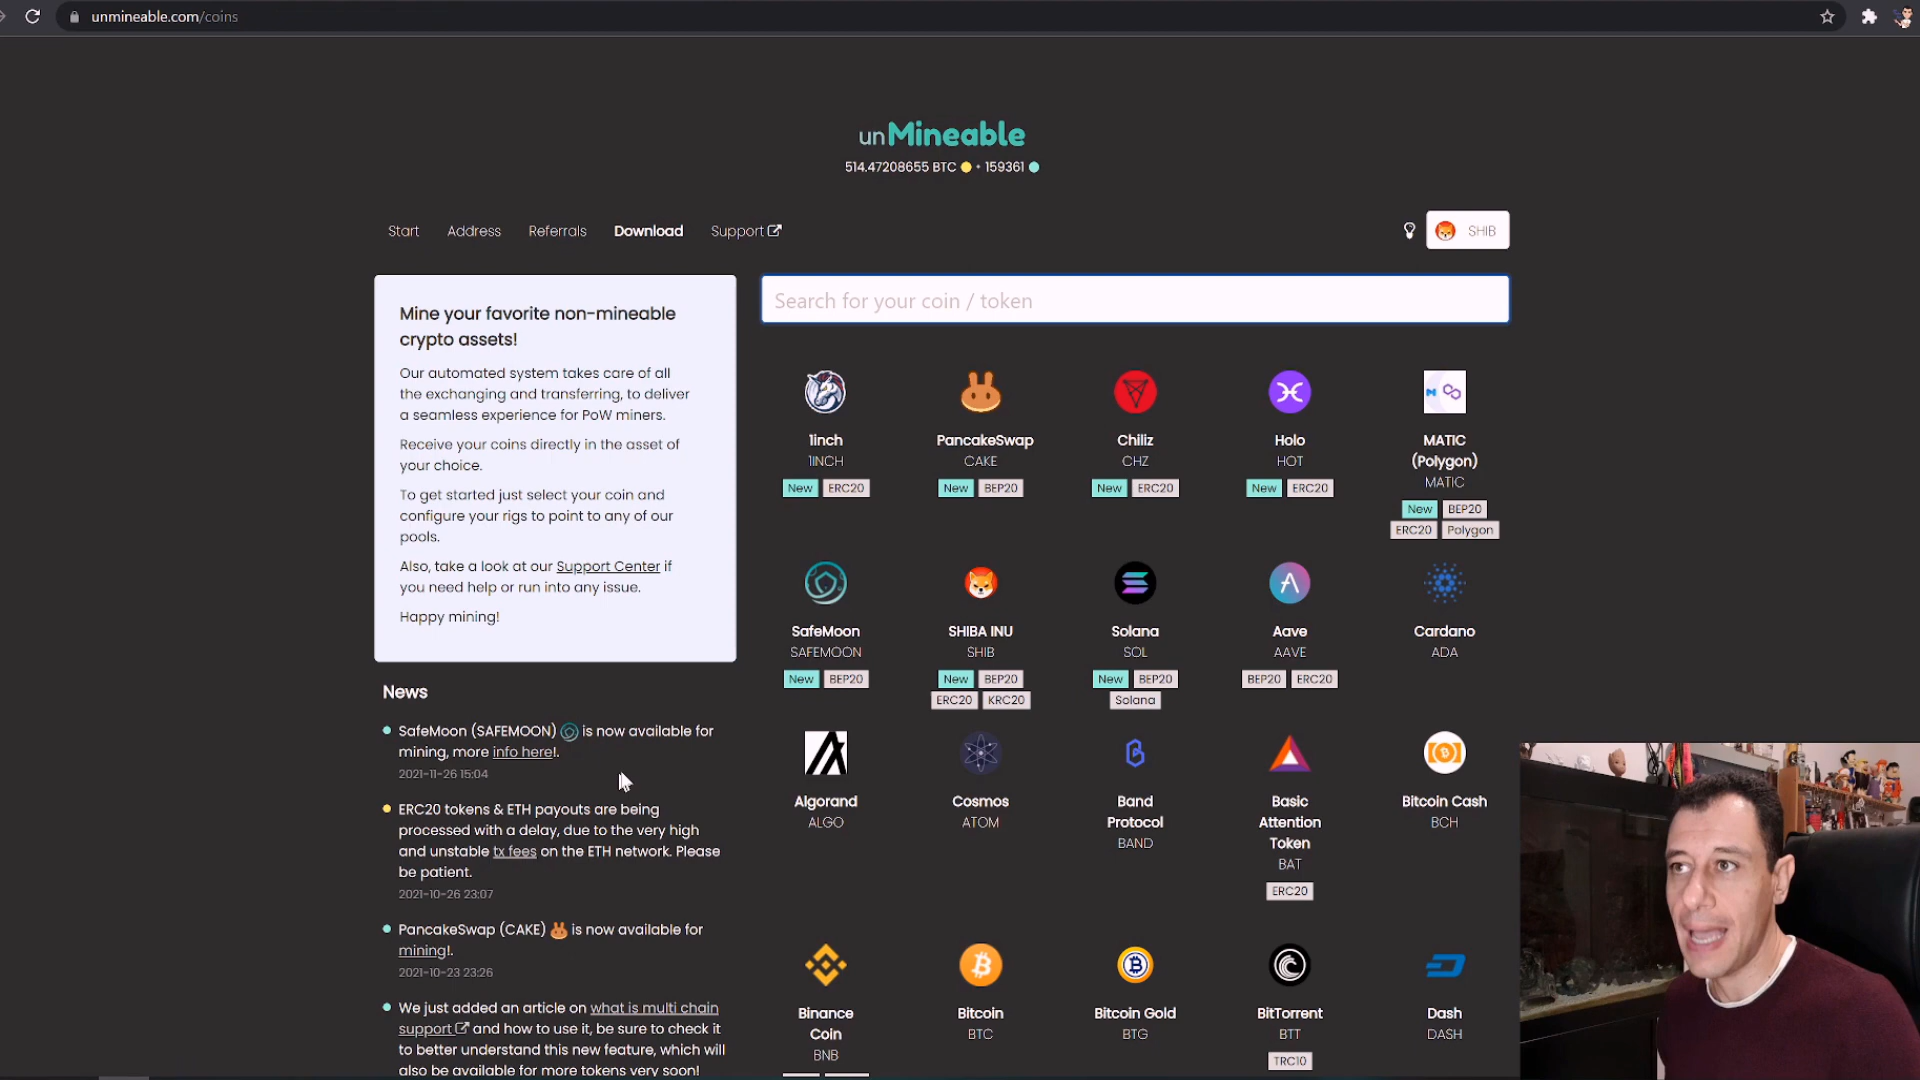 unmineable.com/coins
unMineable
514.47208655 BTC • 159361
Start Address Referrals Download Support
SHIB
Mine your favorite non-mineable
crypto assets!
Our automated system takes care of all
the exchanging and transferring, to deliver
a seamless experience for PoW miners.
Receive your coins directly in the asset of
your choice.
To get started just select your coin and
configure your rigs to point to any of our
pools.
Also, take a look at our Support Center if
you need help or run into any issue.
Happy mining!
News
SafeMoon (SAFEMOON) is now available for
mining, more info here!.
2021-11-26 15:04
ERC20 tokens & ETH payouts are being
processed with a delay, due to the very high
and unstable tx fees on the ETH network. Please
be patient.
2021-10-26 23:07
PancakeSwap (CAKE) is now available for
mining!.
2021-10-23 23:26
We just added an article on what is multi chain
support and how to use it, be sure to check it
to better understand this new feature, which will
also be available for more tokens very soon!
Search for your coin / token
1inch
1INCH
New ERC20
PancakeSwap
CAKE
New BEP20
Chiliz
CHZ
New ERC20
Holo
HOT
New ERC20
MATIC
(Polygon)
MATIC
New BEP20
ERC20 Polygon
SafeMoon
SAFEMOON
New BEP20
SHIBA INU
SHIB
New BEP20
ERC20 KRC20
Solana
SOL
New BEP20
Solana
Aave
AAVE
BEP20 ERC20
Cardano
ADA
Algorand
ALGO
Cosmos
ATOM
Band
Protocol
BAND
Basic
Attention
Token
BAT
ERC20
Bitcoin Cash
BCH
Binance
Coin
BNB
Bitcoin
BTC
Bitcoin Gold
BTG
BitTorrent
BTT
TRC10
Dash
DASH